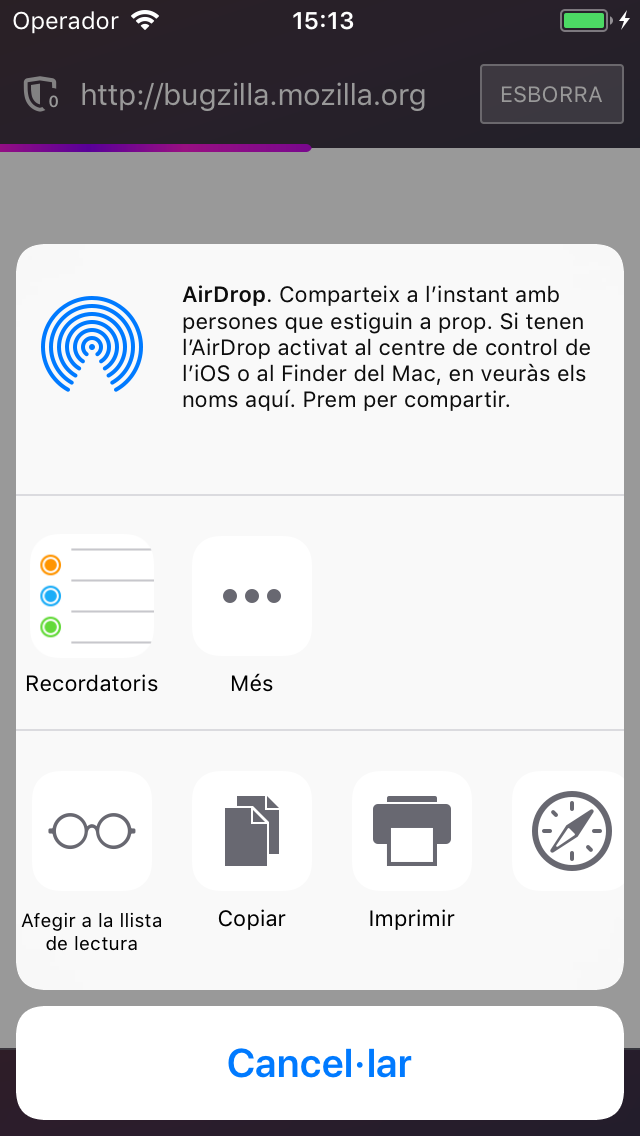 Operador 15:13
0 http://bugzilla.mozilla.org ESBORRA
AirDrop. Comparteix a l’instant amb
persones que estiguin a prop. Si tenen
l’AirDrop activat al centre de control de
l’iOS o al Finder del Mac, en veuràs els
noms aquí. Prem per compartir.
Recordatoris Més
Afegir a la llista
de lectura
Copiar
Imprimir
Cancel·lar